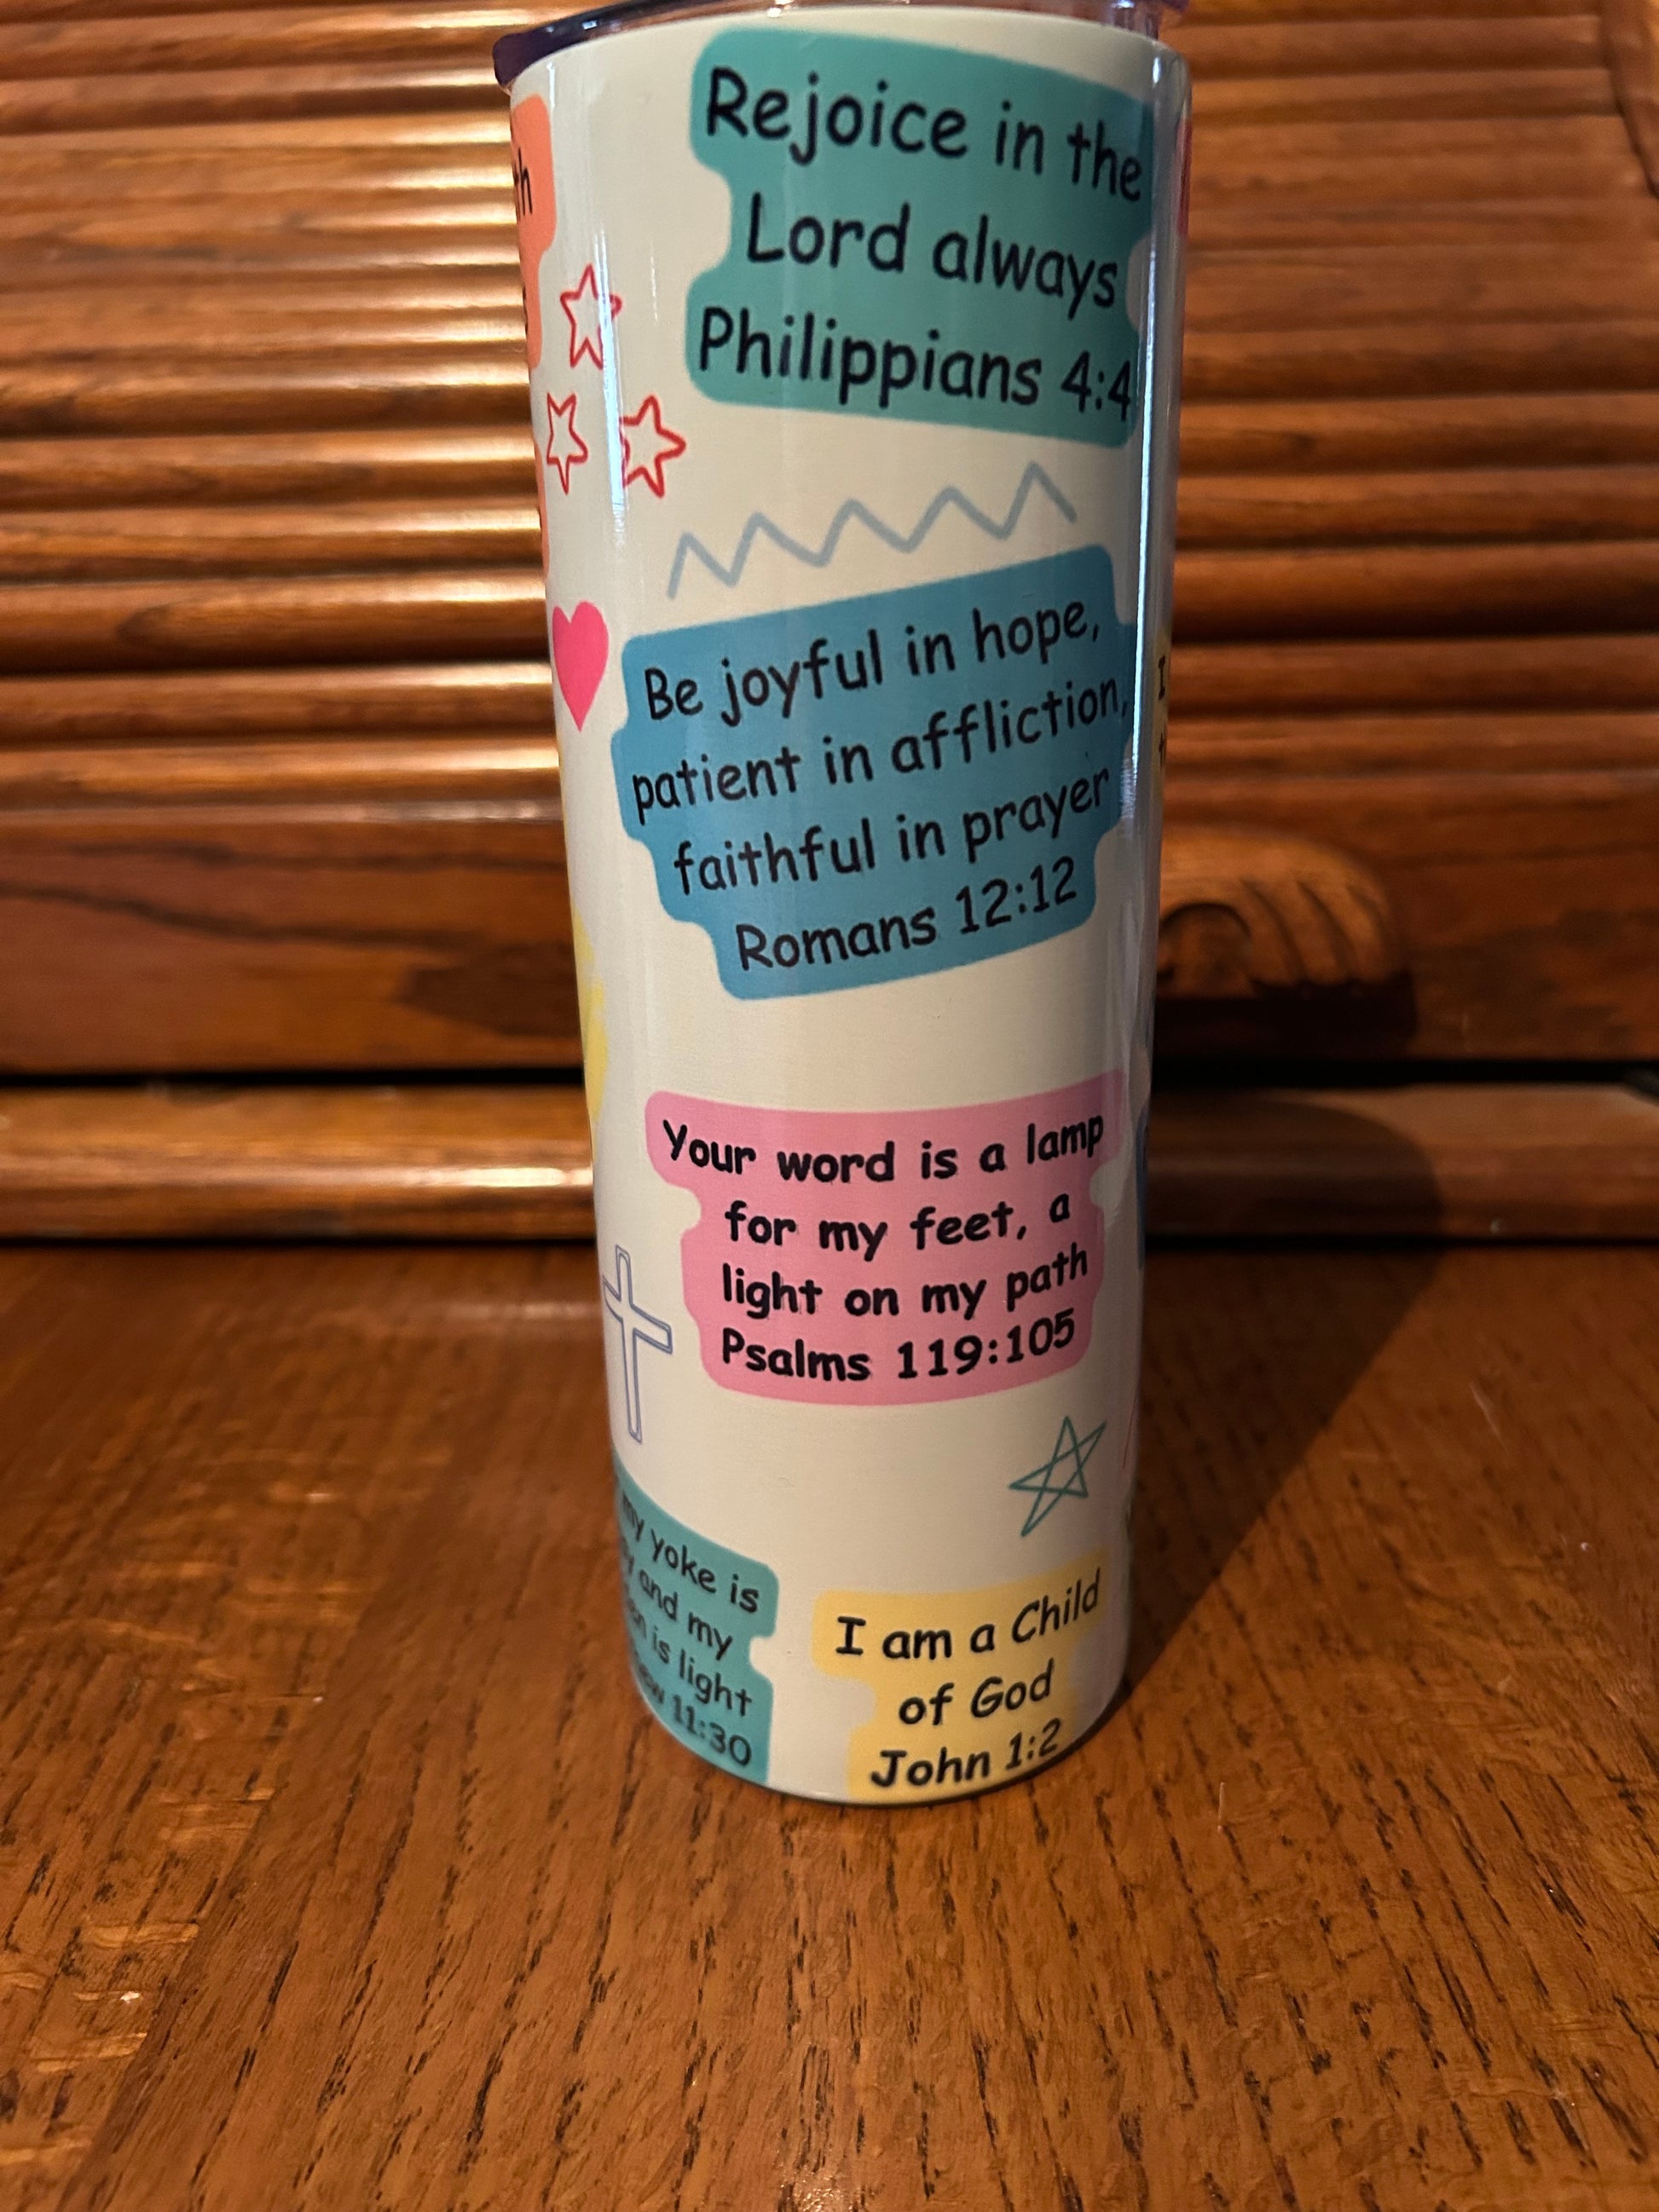 Rejoice in the
Lord always
Philippians 4:4
Be joyful in hope,
patient in affliction,
faithful in prayer
Romans 12:12
Your word is a lamp
for my feet, a
light on my path
Psalms 119:105
my yoke is
and my
is light
11:30
I am a Child
of God
John 1:2